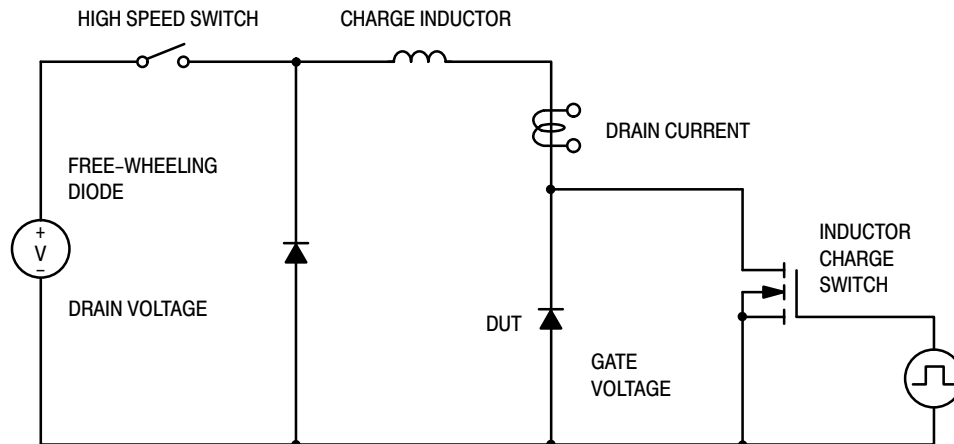 HIGH SPEED SWITCH
CHARGE INDUCTOR
DRAIN CURRENT
FREE–WHEELING
DIODE
+
V
–
DRAIN VOLTAGE
INDUCTOR
CHARGE
SWITCH
DUT
GATE
VOLTAGE